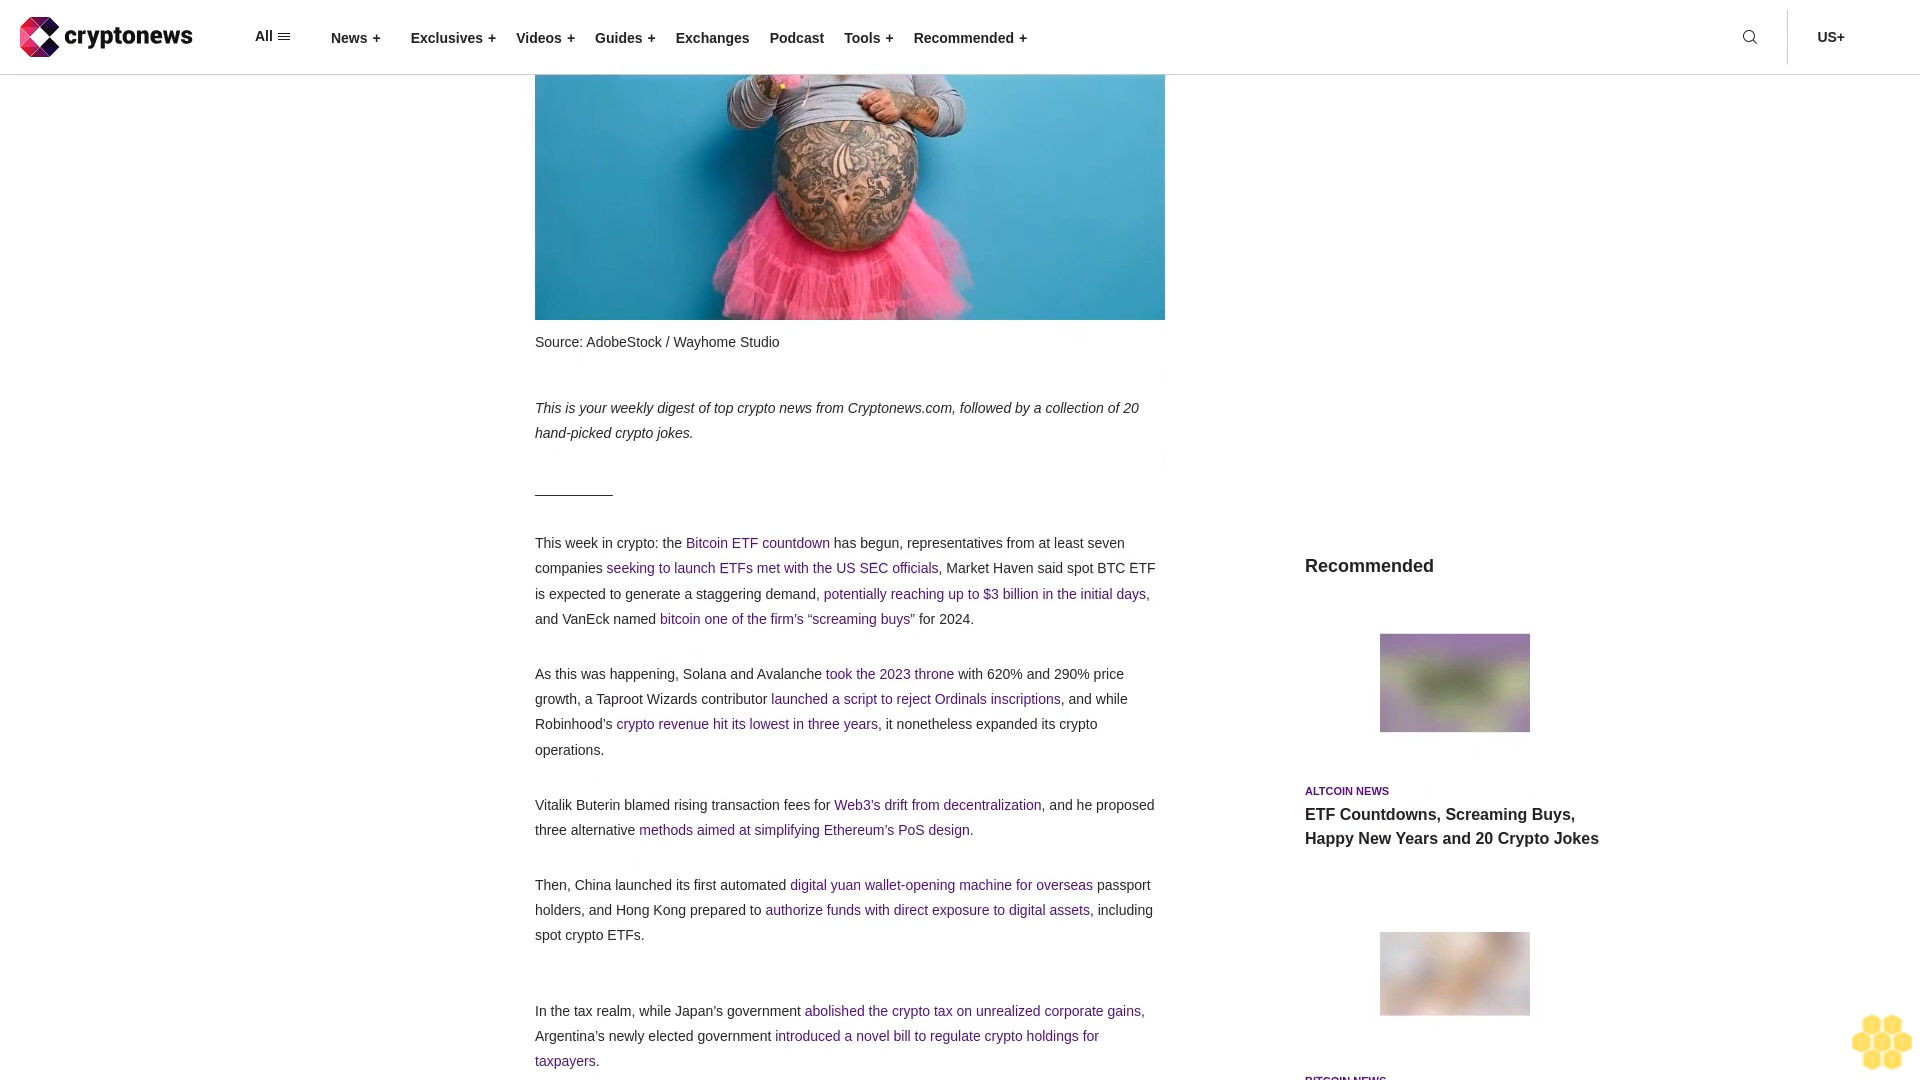 cryptonews
All
News +
Exclusives +
Videos +
Guides +
Exchanges
Podcast
Tools +
Recommended +
US+
Source: AdobeStock / Wayhome Studio
This is your weekly digest of top crypto news from Cryptonews.com, followed by a collection of 20
hand-picked crypto jokes.
__________
This week in crypto: the Bitcoin ETF countdown has begun, representatives from at least seven
companies seeking to launch ETFs met with the US SEC officials, Market Haven said spot BTC ETF
is expected to generate a staggering demand, potentially reaching up to $3 billion in the initial days,
and VanEck named bitcoin one of the firm’s “screaming buys” for 2024.
As this was happening, Solana and Avalanche took the 2023 throne with 620% and 290% price
growth, a Taproot Wizards contributor launched a script to reject Ordinals inscriptions, and while
Robinhood’s crypto revenue hit its lowest in three years, it nonetheless expanded its crypto
operations.
Vitalik Buterin blamed rising transaction fees for Web3’s drift from decentralization, and he proposed
three alternative methods aimed at simplifying Ethereum’s PoS design.
Then, China launched its first automated digital yuan wallet-opening machine for overseas passport
holders, and Hong Kong prepared to authorize funds with direct exposure to digital assets, including
spot crypto ETFs.
In the tax realm, while Japan’s government abolished the crypto tax on unrealized corporate gains,
Argentina’s newly elected government introduced a novel bill to regulate crypto holdings for
taxpayers.
Recommended
ALTCOIN NEWS
ETF Countdowns, Screaming Buys,
Happy New Years and 20 Crypto Jokes
BITCOIN NEWS